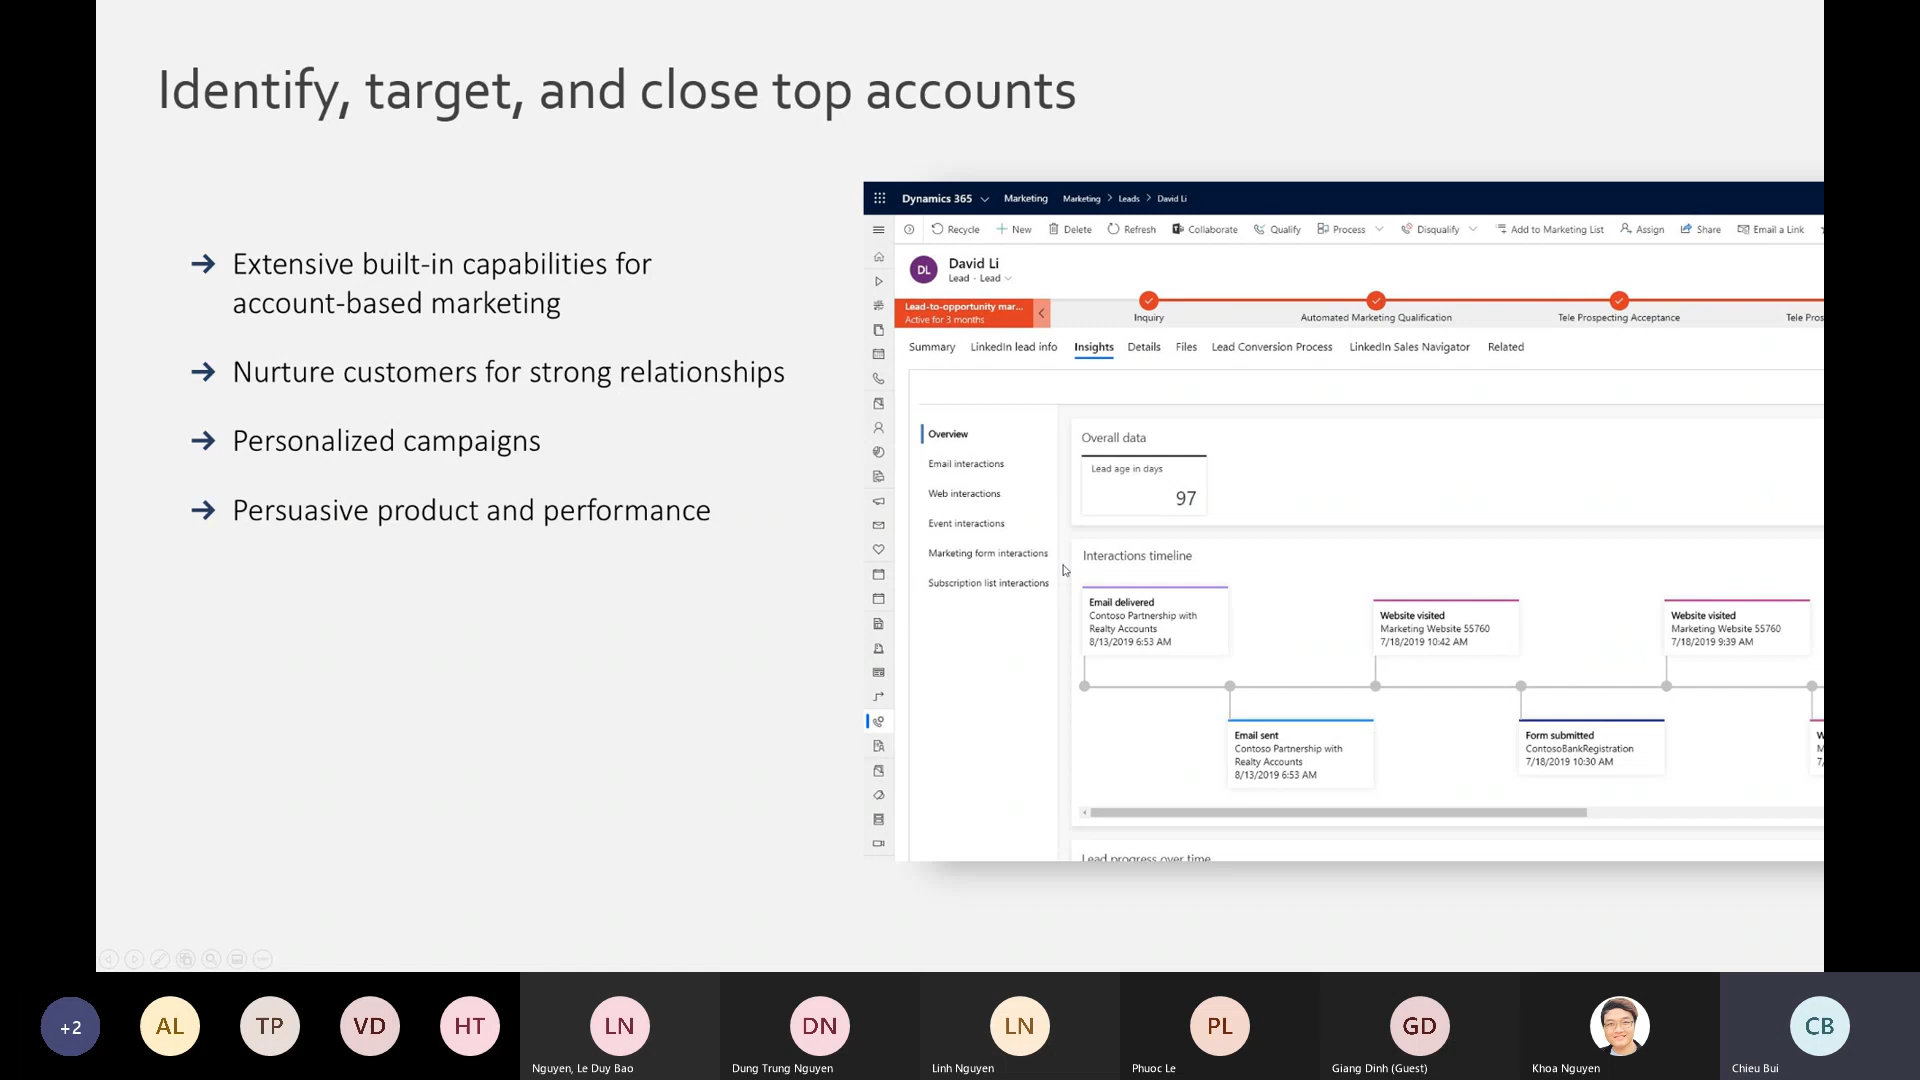 Identify, target, and close top accounts
Extensive built-in capabilities for
account-based marketing
Nurture customers for strong relationships
Personalized campaigns
Persuasive product and performance
Dynamics 365 Marketing Marketing > Leads > David Li
Recycle New Delete Refresh Collaborate Qualify Process Disqualify Add to Marketing List Assign Share Email a Link
DL
David Li
Lead · Lead
Lead-to-opportunity mar...
Active for 3 months
Inquiry Automated Marketing Qualification Tele Prospecting Acceptance Tele Pros
Summary LinkedIn lead info Insights Details Files Lead Conversion Process LinkedIn Sales Navigator Related
Overview
Email interactions
Web interactions
Event interactions
Marketing form interactions
Subscription list interactions
Overall data
Lead age in days
97
Interactions timeline
Email delivered
Contoso Partnership with
Realty Accounts
8/13/2019 6:53 AM
Website visited
Marketing Website 55760
7/18/2019 10:42 AM
Website visited
Marketing Website 55760
7/18/2019 9:39 AM
Email sent
Contoso Partnership with
Realty Accounts
8/13/2019 6:53 AM
Form submitted
ContosoBankRegistration
7/18/2019 10:30 AM
Lead progress over time
+2 AL TP VD HT LN DN LN PL GD CB
Nguyen, Le Duy Bao Dung Trung Nguyen Linh Nguyen Phuoc Le Giang Dinh (Guest) Khoa Nguyen Chieu Bui